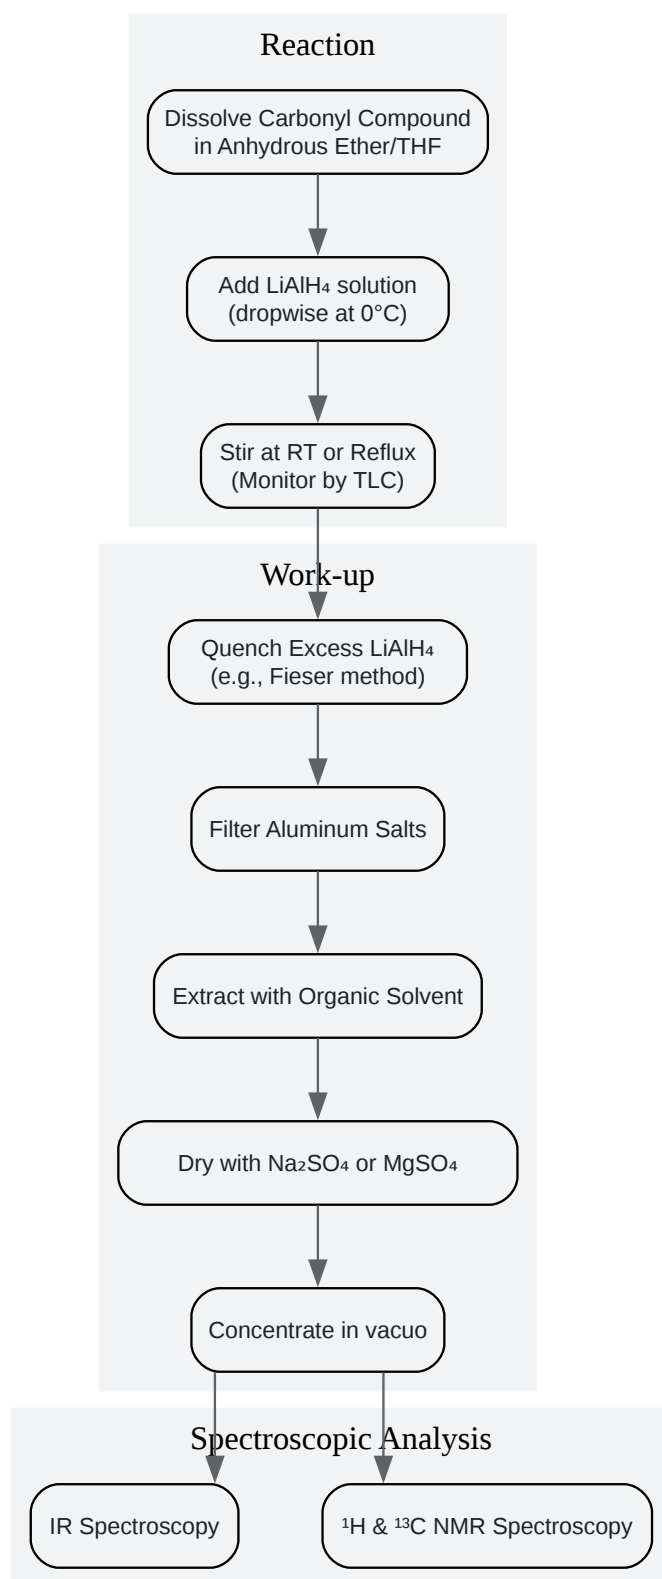 Reaction
Dissolve Carbonyl Compound
in Anhydrous Ether/THF
Add LiAlH₄ solution
(dropwise at 0°C)
Stir at RT or Reflux
(Monitor by TLC)
Work-up
Quench Excess LiAlH₄
(e.g., Fieser method)
Filter Aluminum Salts
Extract with Organic Solvent
Dry with Na₂SO₄ or MgSO₄
Concentrate in vacuo
Spectroscopic Analysis
IR Spectroscopy
¹H & ¹³C NMR Spectroscopy